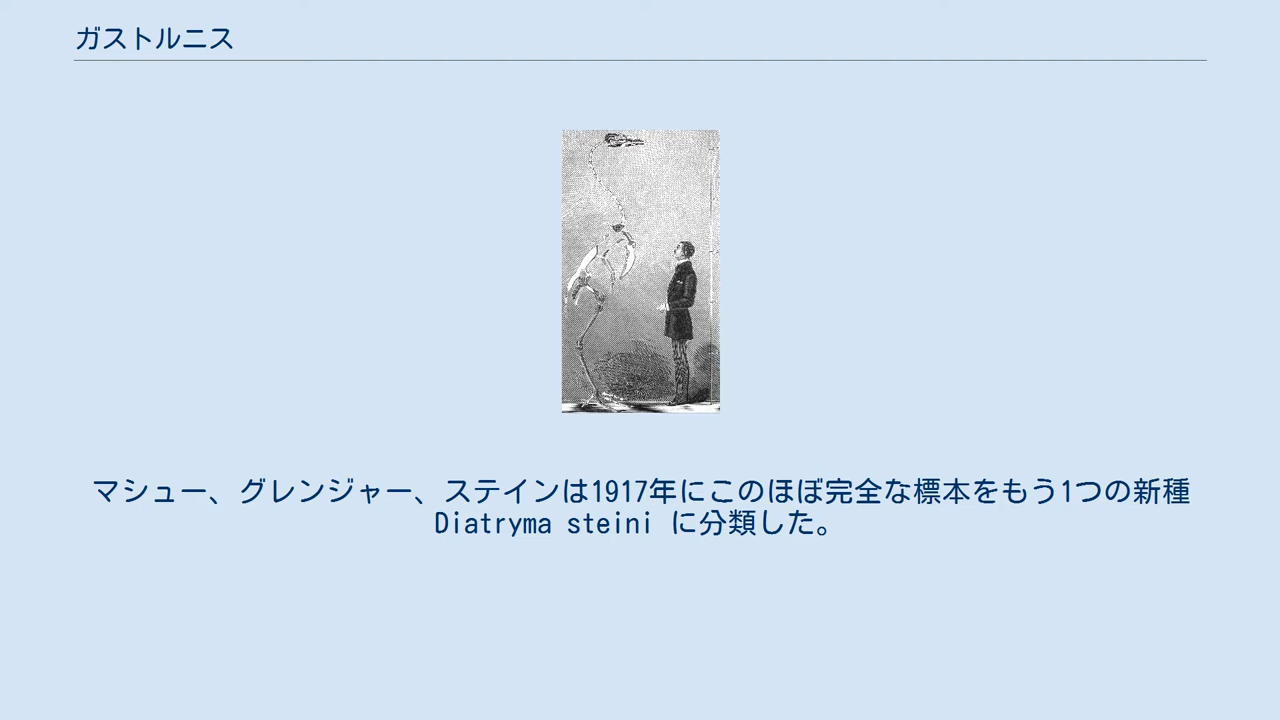 ガストルニス
マシュー、グレンジャー、ステインは1917年にこのほぼ完全な標本をもう1つの新種
Diatryma steini に分類した。